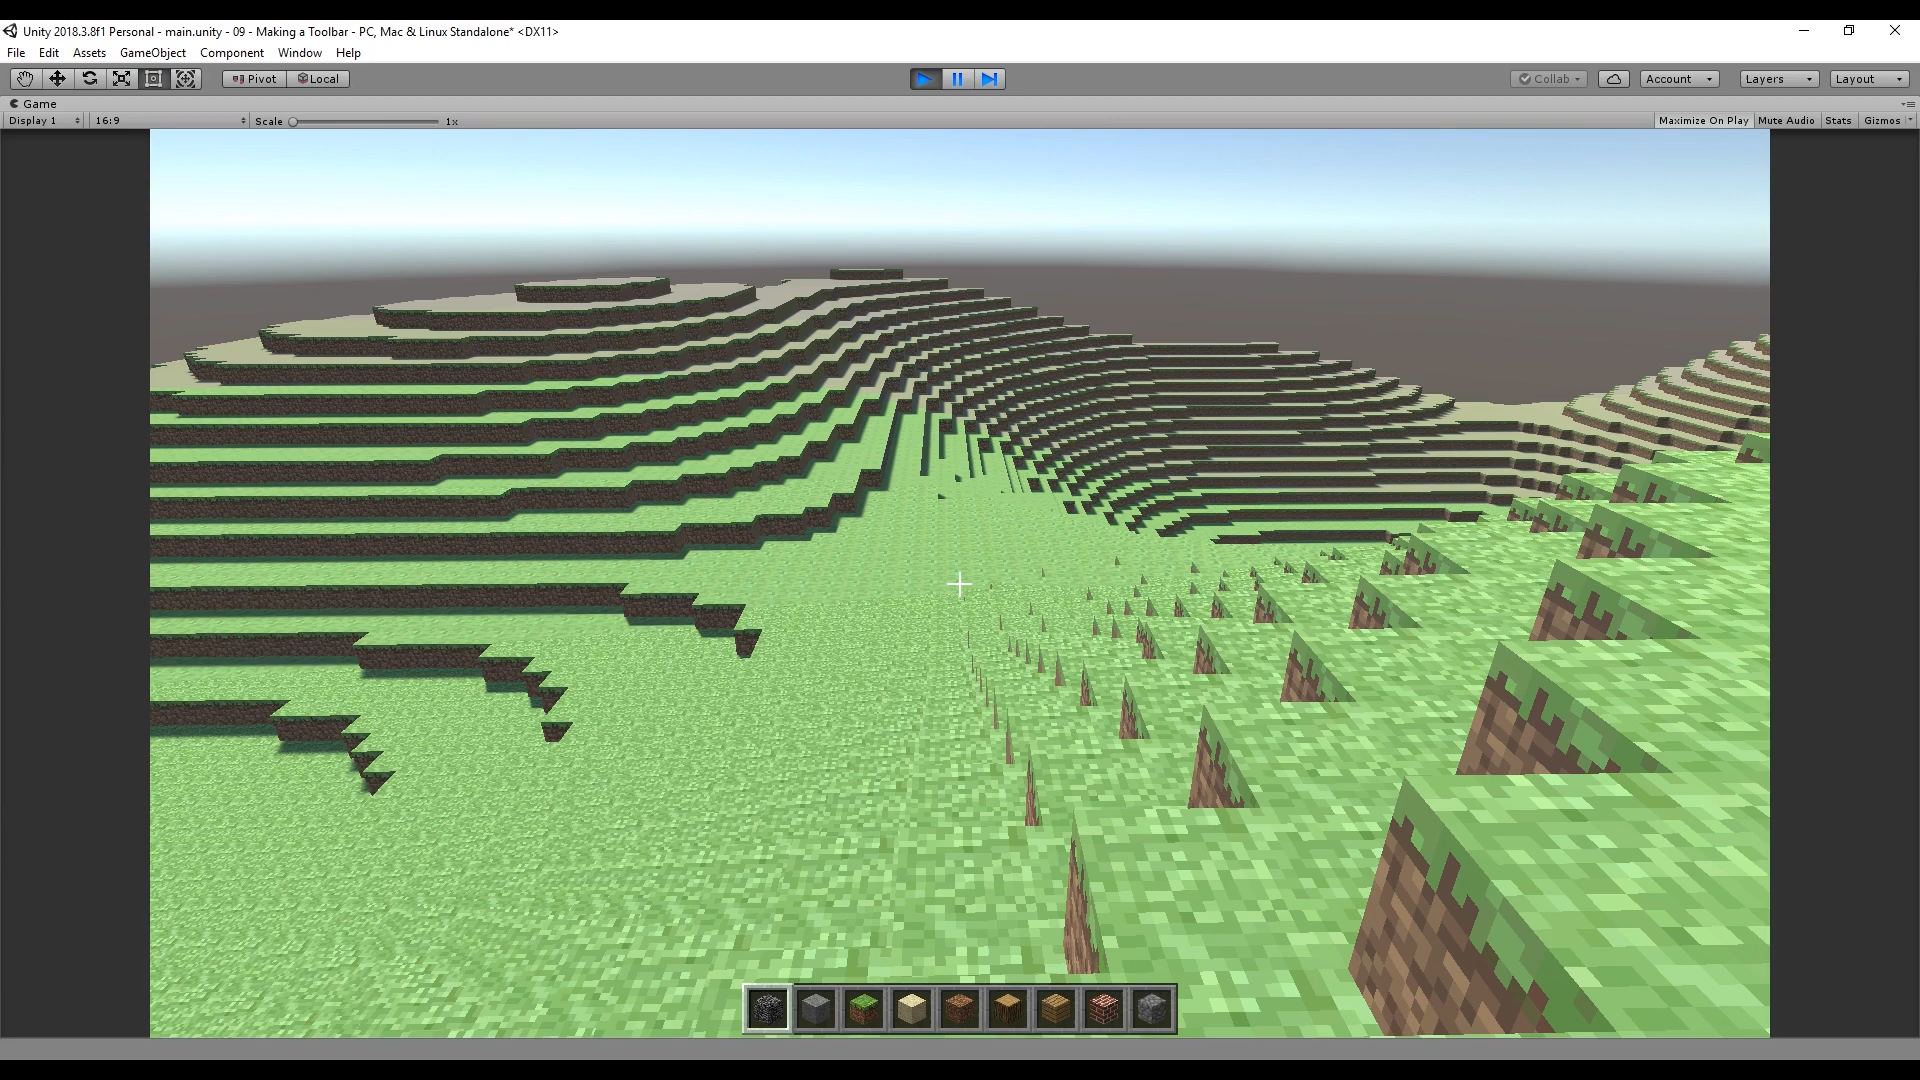 Unity 2018.3.8f1 Personal - main.unity - 09 - Making a Toolbar - PC, Mac & Linux Standalone* <DX11>
File Edit Assets GameObject Component Window Help
Pivot Local Collab Account Layers Layout
Game
Display 1 16:9 Scale 1x Maximize On Play Mute Audio Stats Gizmos